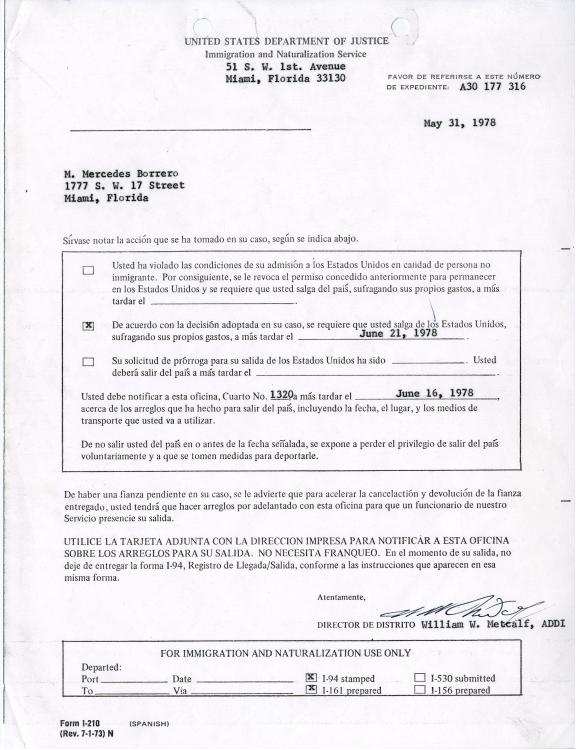 UNITED STATES DEPARTMENT OF JUSTICE
Immigration and Naturalization Service
51 S. W. 1st. Avenue
Miami, Florida 33130
FAVOR DE REFERIRSE A ESTE NÚMERO
DE EXPEDIENTE: A30 177 316
May 31, 1978
M. Mercedes Borrero
1777 S. W. 17 Street
Miami, Florida
Sírvase notar la acción que se ha tomado en su caso, según se indica abajo.
Usted ha violado las condiciones de su admisión a los Estados Unidos en calidad de persona no
inmigrante. Por consiguiente, se le revoca el permiso concedido anteriormente para permanecer
en los Estados Unidos y se requiere que usted salga del país, sufragando sus propios gastos, a más
tardar el .
x De acuerdo con la decisión adoptada en su caso, se requiere que usted salga de los Estados Unidos,
sufragando sus propios gastos, a más tardar el June 21, 1978
Su solicitud de prórroga para su salida de los Estados Unidos ha sido . Usted
deberá salir del país a más tardar el .
Usted debe notificar a esta oficina, Cuarto No. 1320 a más tardar el June 16, 1978,
acerca de los arreglos que ha hecho para salir del país, incluyendo la fecha, el lugar, y los medios de
transporte que usted va a utilizar.
De no salir usted del país en o antes de la fecha señalada, se expone a perder el privilegio de salir del país
voluntariamente y a que se tomen medidas para deportarle.
De haber una fianza pendiente en su caso, se le advierte que para acelerar la cancelactión y devolución de la fianza
entregado, usted tendrá que hacer arreglos por adelantado con esta oficina para que un funcionario de nuestro
Servicio presencie su salida.
UTILICE LA TARJETA ADJUNTA CON LA DIRECCION IMPRESA PARA NOTIFICAR A ESTA OFICINA
SOBRE LOS ARREGLOS PARA SU SALIDA. NO NECESITA FRANQUEO. En el momento de su salida, no
deje de entregar la forma I-94, Registro de Llegada/Salida, conforme a las instrucciones que aparecen en esa
misma forma.
Atentamente,
DIRECTOR DE DISTRITO William W. Metcalf, ADDI
FOR IMMIGRATION AND NATURALIZATION USE ONLY
Departed:
Port Date x I-94 stamped I-530 submitted
To Via x I-161 prepared I-156 prepared
Form I-210 (SPANISH)
(Rev. 7-1-73) N